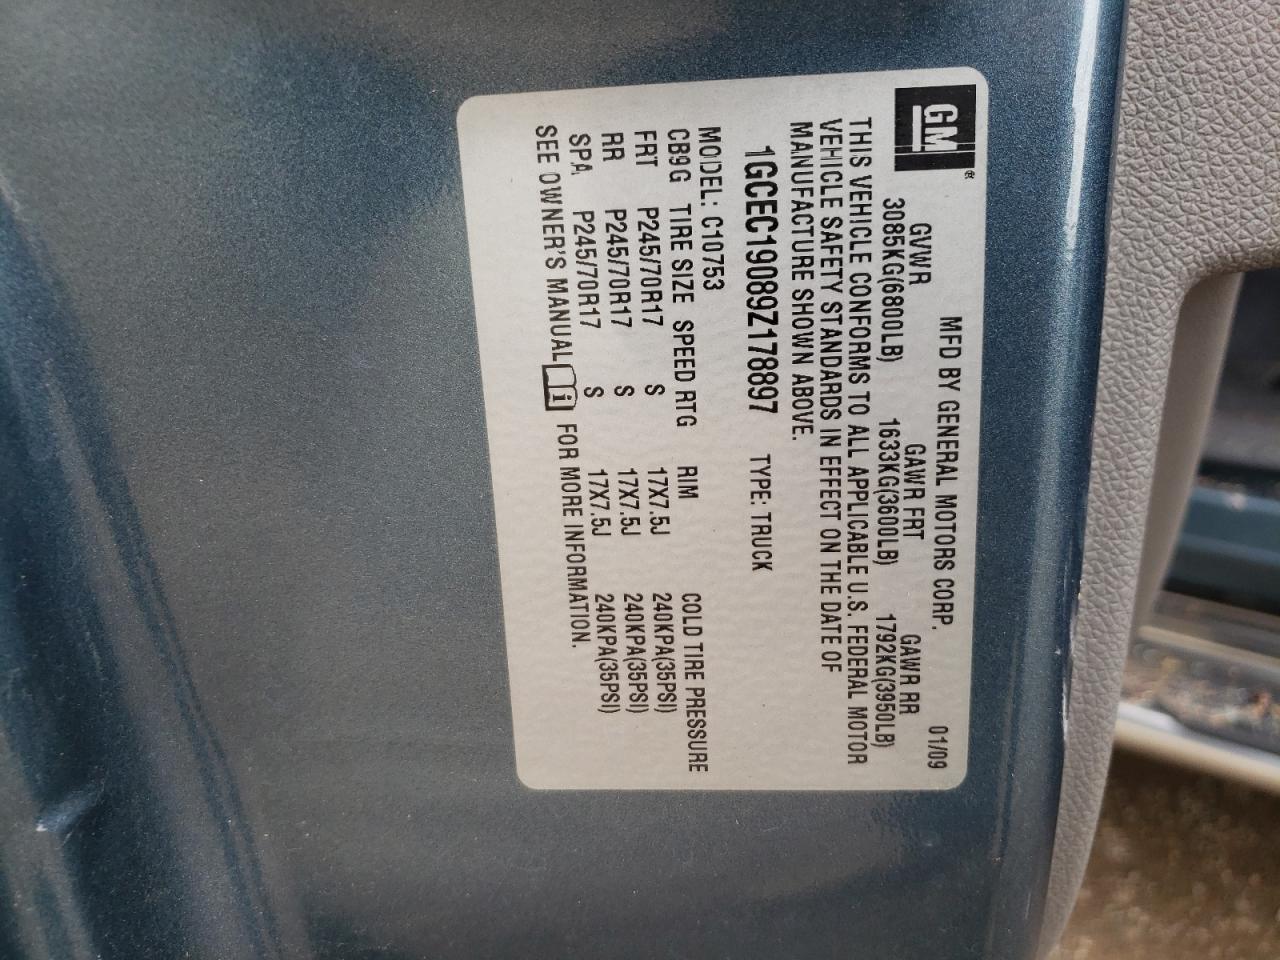 GM®
MFD BY GENERAL MOTORS CORP. 01/09
GVWR GAWR FRT GAWR RR
3085KG(6800LB) 1633KG(3600LB) 1792KG(3950LB)
THIS VEHICLE CONFORMS TO ALL APPLICABLE U.S. FEDERAL MOTOR
VEHICLE SAFETY STANDARDS IN EFFECT ON THE DATE OF
MANUFACTURE SHOWN ABOVE.
1GCEC19089Z178897 TYPE: TRUCK
MODEL: C10753
CB9G TIRE SIZE SPEED RTG RIM COLD TIRE PRESSURE
FRT P245/70R17 S 17X7.5J 240KPA(35PSI)
RR P245/70R17 S 17X7.5J 240KPA(35PSI)
SPA P245/70R17 S 17X7.5J 240KPA(35PSI)
SEE OWNER'S MANUAL i FOR MORE INFORMATION.